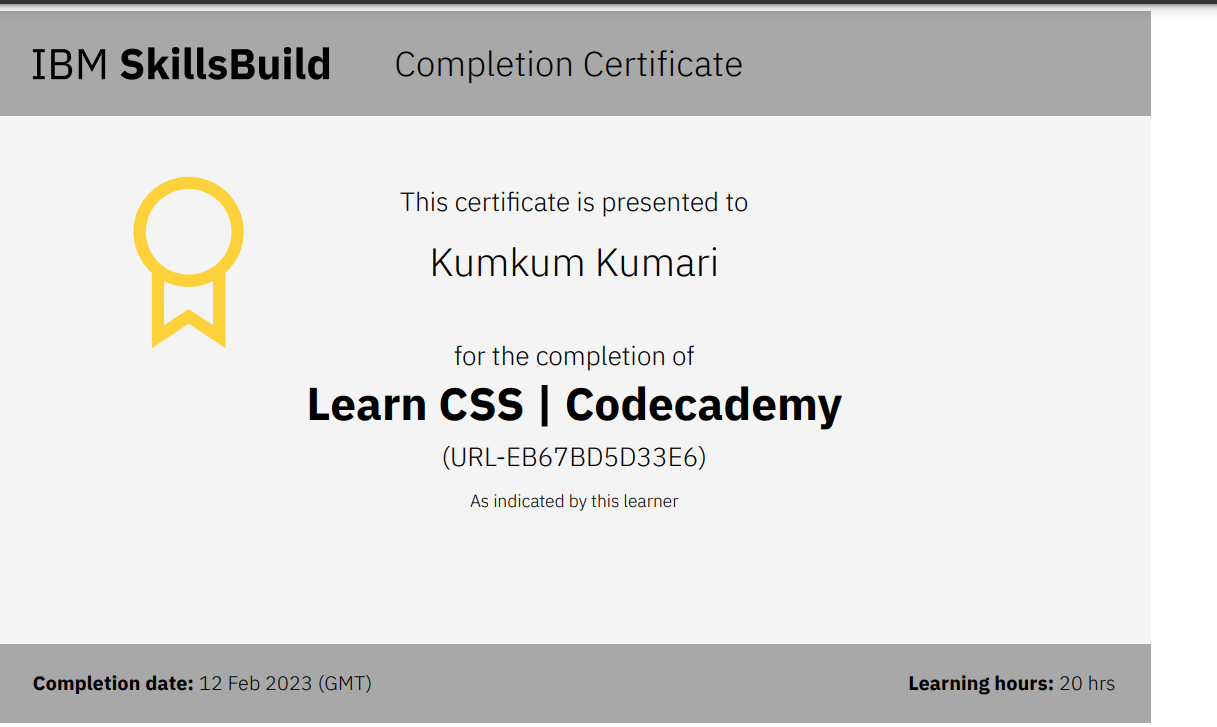 IBM SkillsBuild Completion Certificate
This certificate is presented to
Kumkum Kumari
for the completion of
Learn CSS | Codecademy
(URL-EB67BD5D33E6)
As indicated by this learner
Completion date: 12 Feb 2023 (GMT) Learning hours: 20 hrs